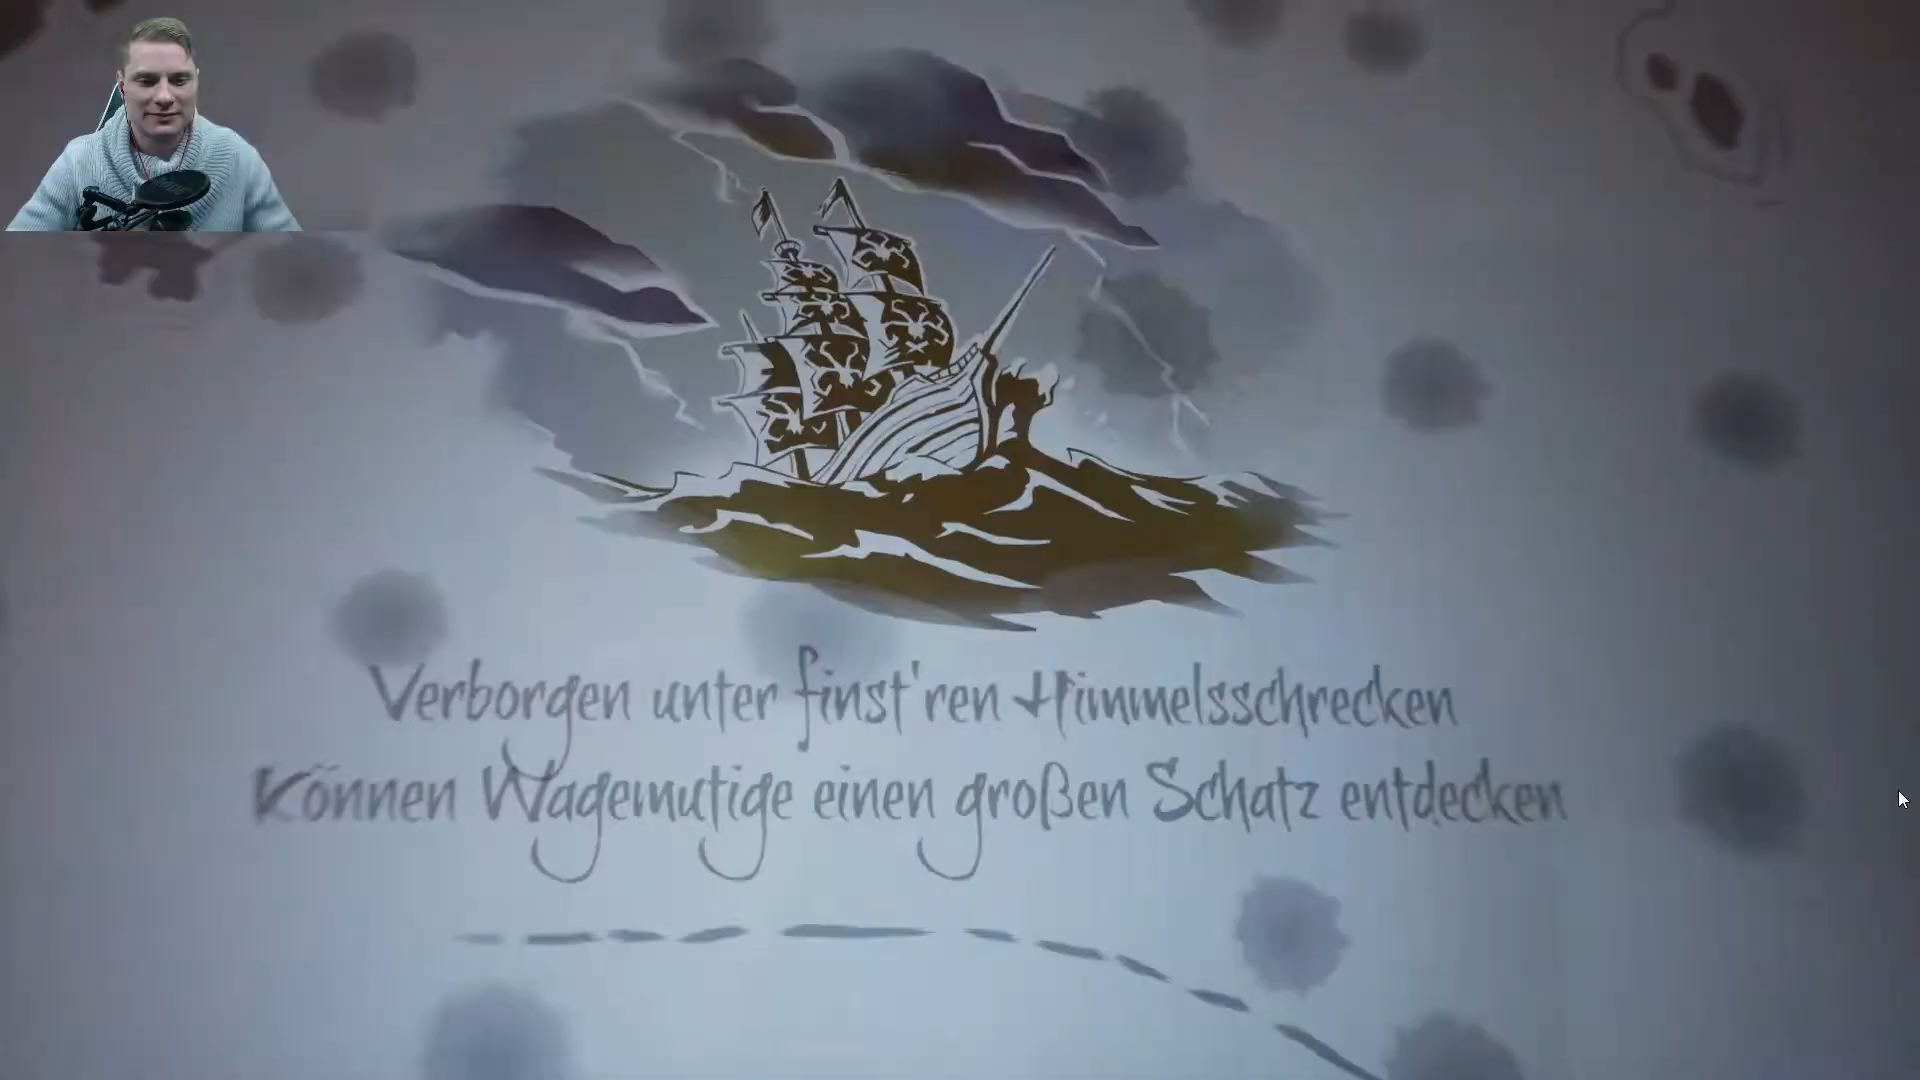 Verborgen unter finst'ren Himmelsschrecken
Können Wagemutige einen großen Schatz entdecken